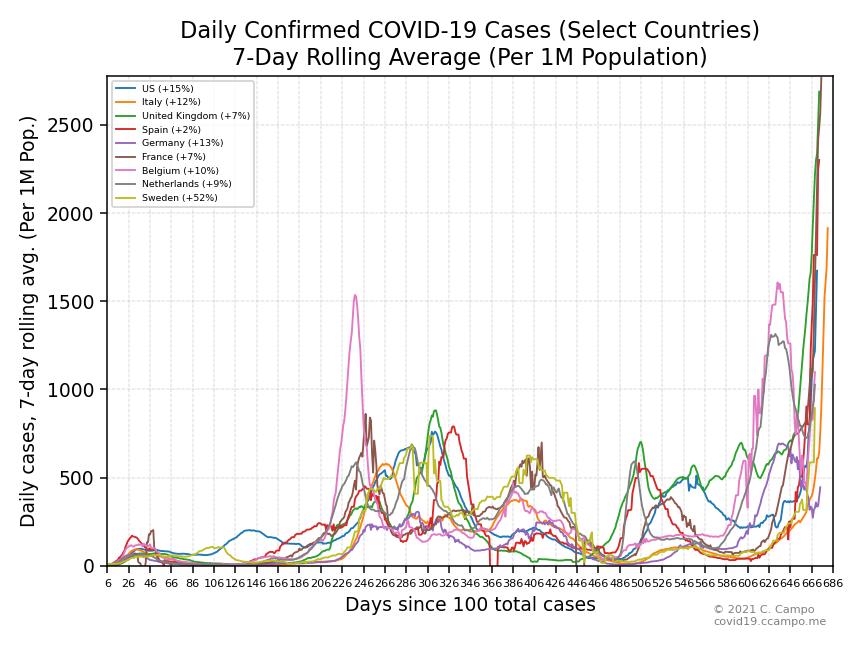 Daily Confirmed COVID-19 Cases (Select Countries)
7-Day Rolling Average (Per 1M Population)
Daily cases, 7-day rolling avg. (Per 1M Pop.)
2500
2000
1500
1000
500
0
US (+15%)
Italy (+12%)
United Kingdom (+7%)
Spain (+2%)
Germany (+13%)
France (+7%)
Belgium (+10%)
Netherlands (+9%)
Sweden (+52%)
6 26 46 66 86 106 126 146 166 186 206 226 246 266 286 306 326 346 366 386 406 426 446 466 486 506 526 546 566 586 606 626 646 666 686
Days since 100 total cases
© 2021 C. Campo
covid19.ccampo.me